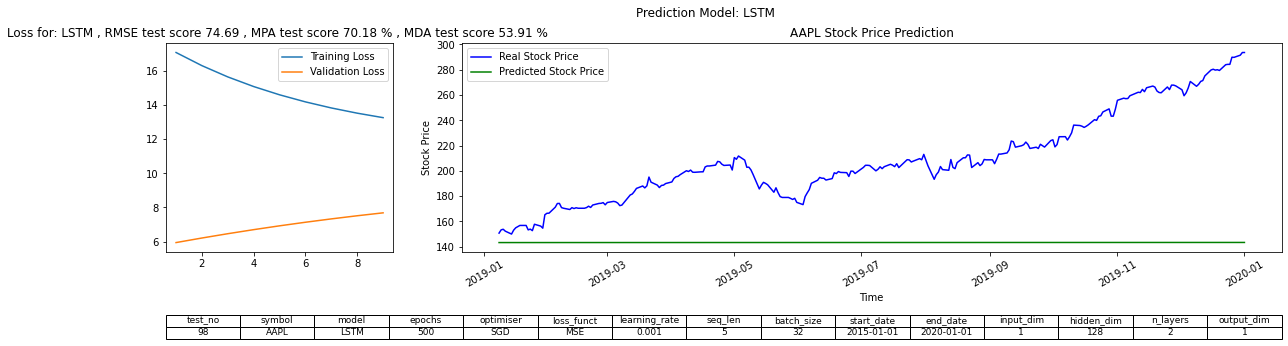 Prediction Model: LSTM
Loss for: LSTM , RMSE test score 74.69 , MPA test score 70.18 % , MDA test score 53.91 %
Training Loss
Validation Loss
16
14
12
10
8
6
2 4 6 8
AAPL Stock Price Prediction
Real Stock Price
Predicted Stock Price
Stock Price
300
280
260
240
220
200
180
160
140
2019-01 2019-03 2019-05 2019-07 2019-09 2019-11 2020-01
Time
test_no symbol model epochs optimiser loss_funct learning_rate seq_len batch_size start_date end_date input_dim hidden_dim n_layers output_dim
98 AAPL LSTM 500 SGD MSE 0.001 5 32 2015-01-01 2020-01-01 1 128 2 1